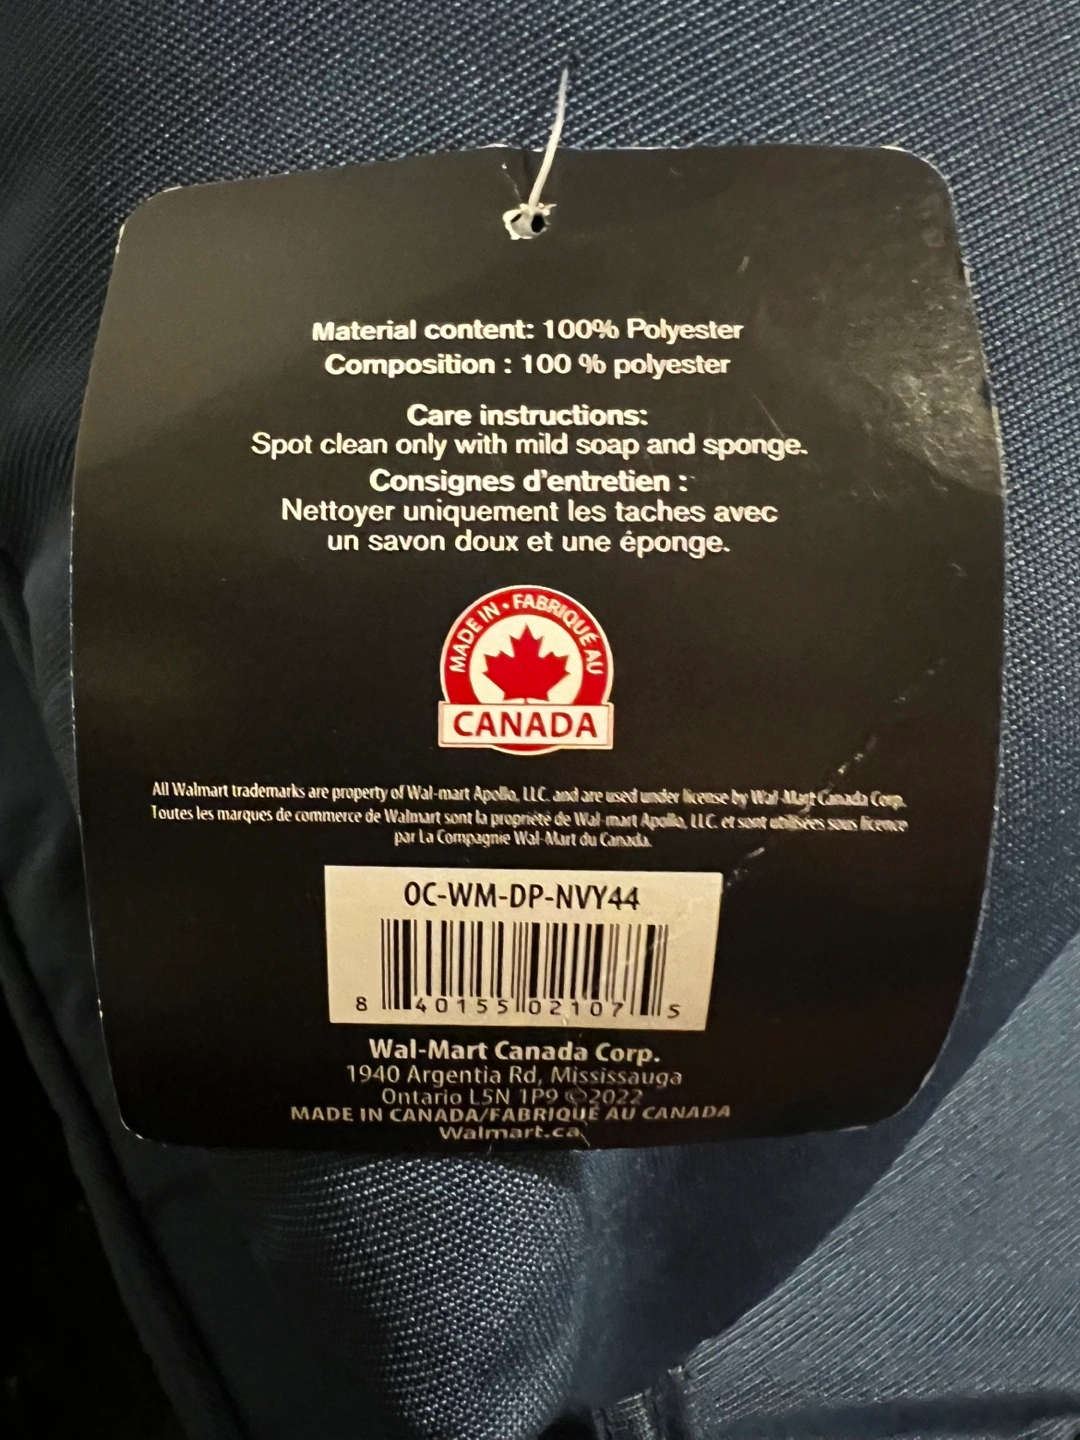 Material content: 100% Polyester
Composition : 100 % polyester
Care instructions:
Spot clean only with mild soap and sponge.
Consignes d'entretien :
Nettoyer uniquement les taches avec
un savon doux et une éponge.
MADE IN • FABRIQUÉ AU
CANADA
All Walmart trademarks are property of Wal-mart Apollo, LLC. and are used under license by Wal-Mart Canada Corp.
Toutes les marques de commerce de Walmart sont la propriété de Wal-mart Apollo, LLC. et sont utilisées sous licence
par La Compagnie Wal-Mart du Canada.
OC-WM-DP-NVY44
8 40155 02107 5
Wal-Mart Canada Corp.
1940 Argentia Rd, Mississauga
Ontario L5N 1P9 ©2022
MADE IN CANADA/FABRIQUÉ AU CANADA
Walmart.ca